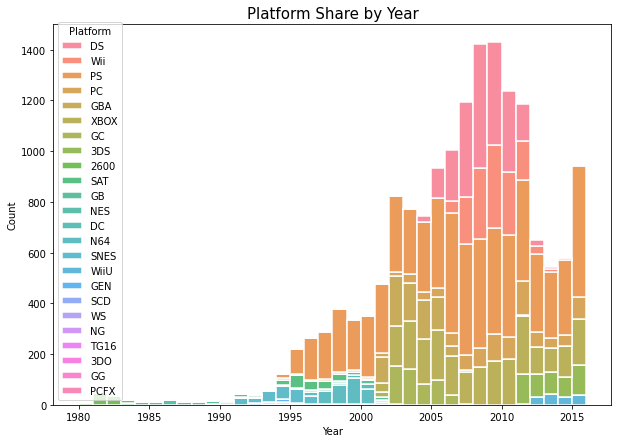 Platform Share by Year
Platform
DS
Wii
PS
PC
GBA
XBOX
GC
3DS
2600
SAT
GB
NES
DC
N64
SNES
WiiU
GEN
SCD
WS
NG
TG16
3DO
GG
PCFX
1400
1200
1000
800
600
400
200
0
Count
1980
1985
1990
1995
2000
2005
2010
2015
Year